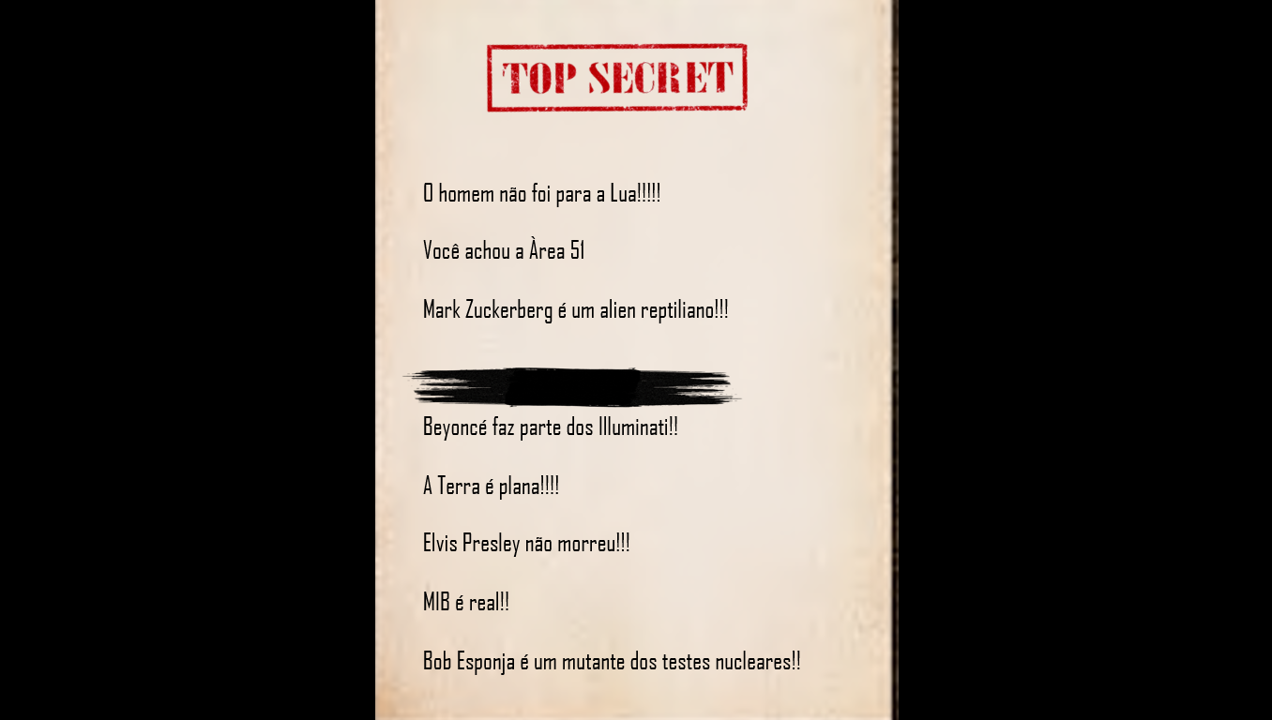 TOP SECRET
O homem não foi para a Lua!!!!!
Você achou a Àrea 51
Mark Zuckerberg é um alien reptiliano!!!
Beyoncé faz parte dos Illuminati!!
A Terra é plana!!!!
Elvis Presley não morreu!!!
MIB é real!!
Bob Esponja é um mutante dos testes nucleares!!